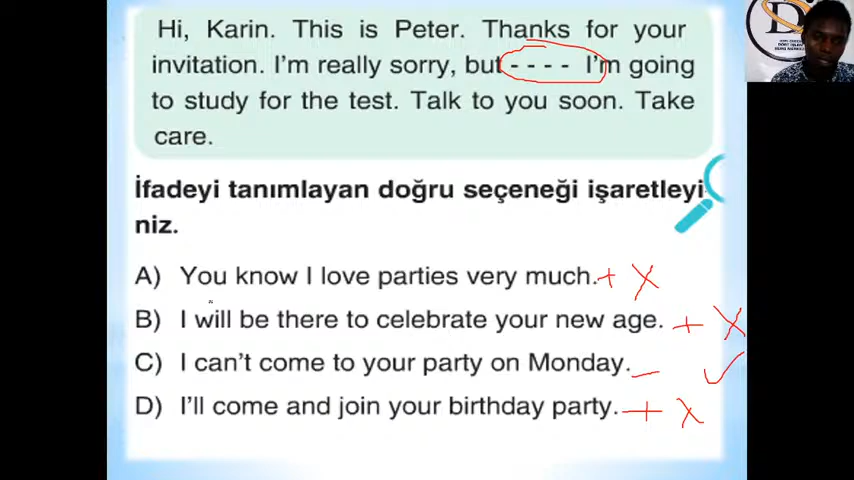 Hi, Karin. This is Peter. Thanks for your
invitation. I'm really sorry, but - - - - I'm going
to study for the test. Talk to you soon. Take
care.
İfadeyi tanımlayan doğru seçeneği işaretleyi
niz.
A) You know I love parties very much. + X
B) I will be there to celebrate your new age. + X
C) I can't come to your party on Monday. – ✓
D) I'll come and join your birthday party. + X